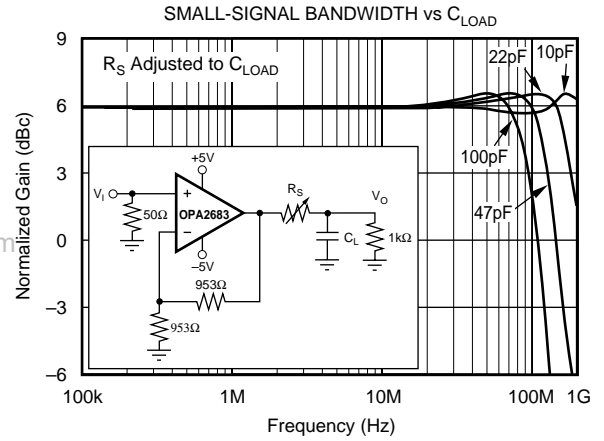 SMALL-SIGNAL BANDWIDTH vs CLOAD
9
6
3
0
−3
−6
Normalized Gain (dBc)
RS Adjusted to CLOAD
22pF
10pF
100pF
47pF
+5V
VI
+
OPA2683
−
50Ω
−5V
RS
VO
CL
1kΩ
953Ω
953Ω
m
100k
1M
10M
100M
1G
Frequency (Hz)